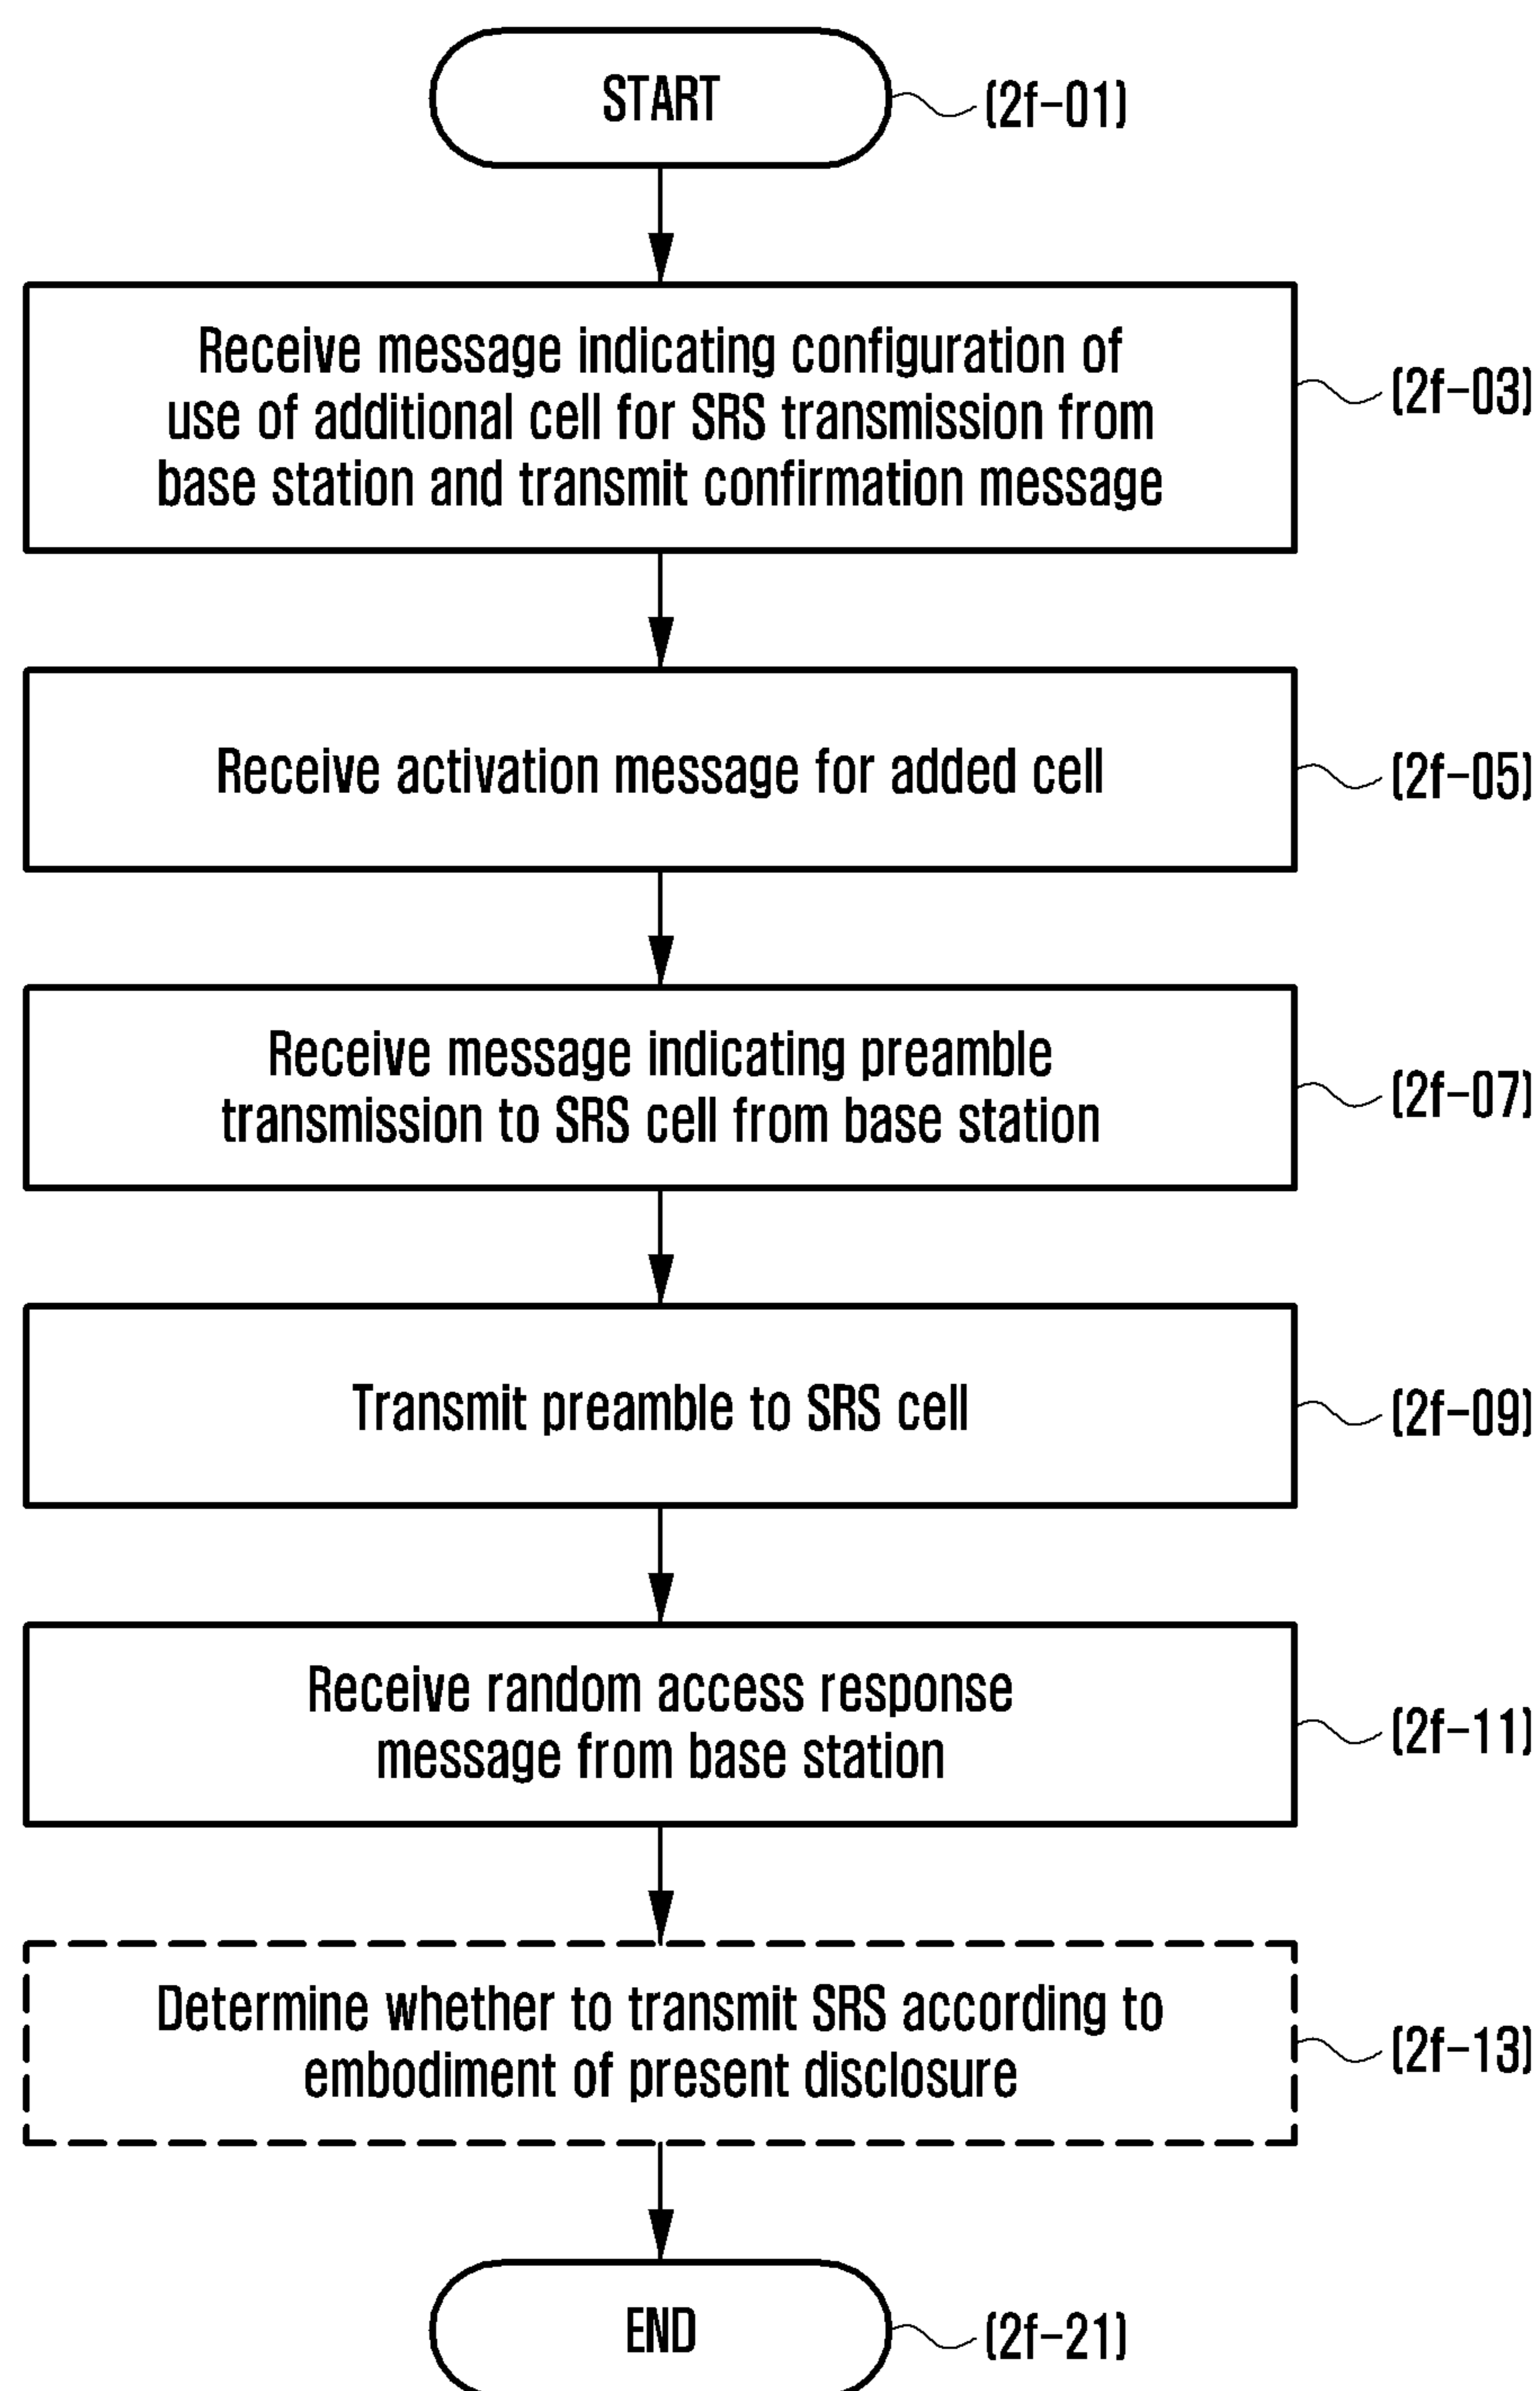 START
(2f-01)
Receive message indicating configuration of
use of additional cell for SRS transmission from
base station and transmit confirmation message
(2f-03)
Receive activation message for added cell
(2f-05)
Receive message indicating preamble
transmission to SRS cell from base station
(2f-07)
Transmit preamble to SRS cell
(2f-09)
Receive random access response
message from base station
(2f-11)
Determine whether to transmit SRS according to
embodiment of present disclosure
(2f-13)
END
(2f-21)